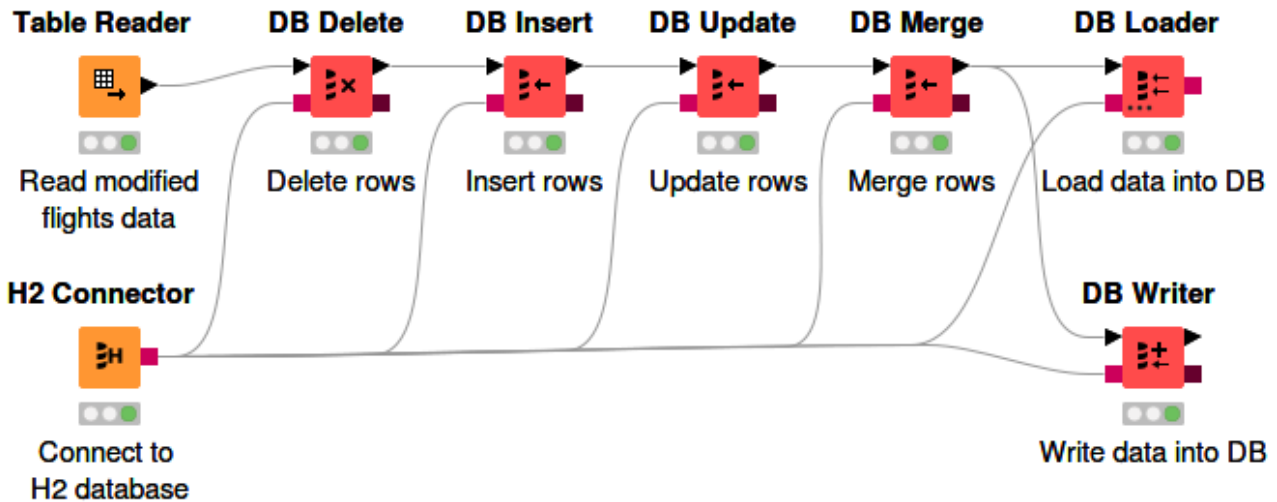 Table Reader
DB Delete
DB Insert
DB Update
DB Merge
DB Loader
Read modified
flights data
Delete rows
Insert rows
Update rows
Merge rows
Load data into DB
H2 Connector
DB Writer
H
Connect to
H2 database
Write data into DB